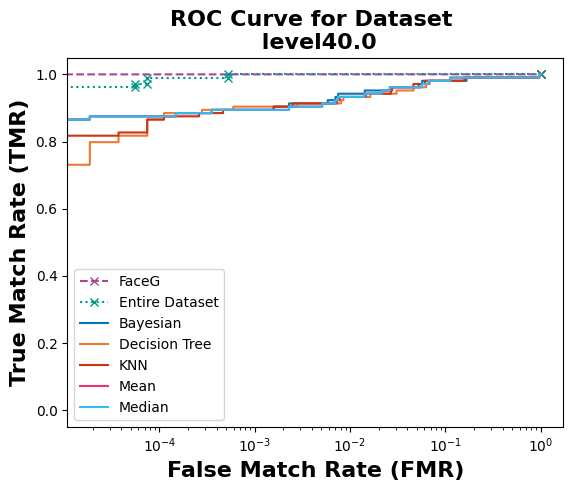 ROC Curve for Dataset
level40.0
True Match Rate (TMR)
1.0
0.8
0.6
0.4
0.2
0.0
FaceG
Entire Dataset
Bayesian
Decision Tree
KNN
Mean
Median
10⁻⁴
10⁻³
10⁻²
10⁻¹
10⁰
False Match Rate (FMR)